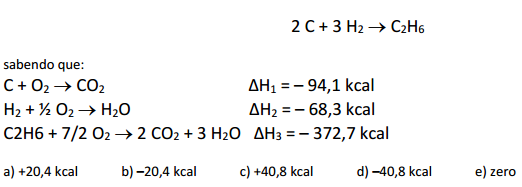 2 C + 3 H₂ → C₂H₆
sabendo que:
C + O₂ → CO₂ ΔH₁ = – 94,1 kcal
H₂ + ½ O₂ → H₂O ΔH₂ = – 68,3 kcal
C2H6 + 7/2 O₂ → 2 CO₂ + 3 H₂O ΔH₃ = – 372,7 kcal
a) +20,4 kcal b) –20,4 kcal c) +40,8 kcal d) –40,8 kcal e) zero